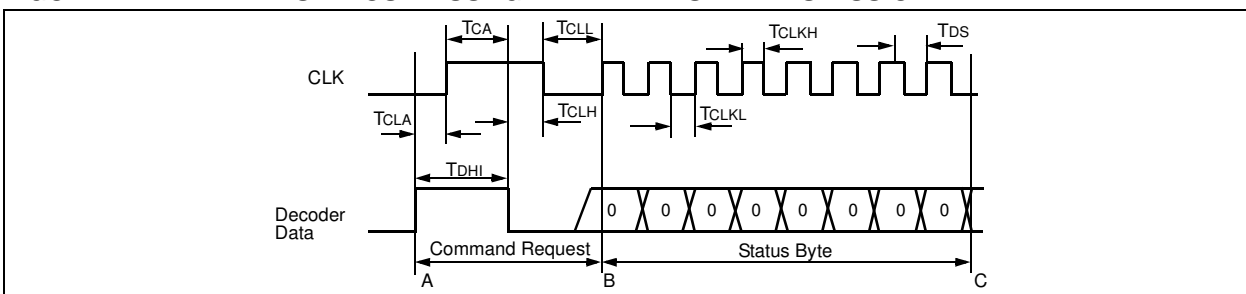 TCA
TCLL
TCLKH
TDS
CLK
TCLA
TCLH
TCLKL
TDHI
Decoder
Data
0 0 0 0 0 0 0 0
Command Request
Status Byte
A
B
C